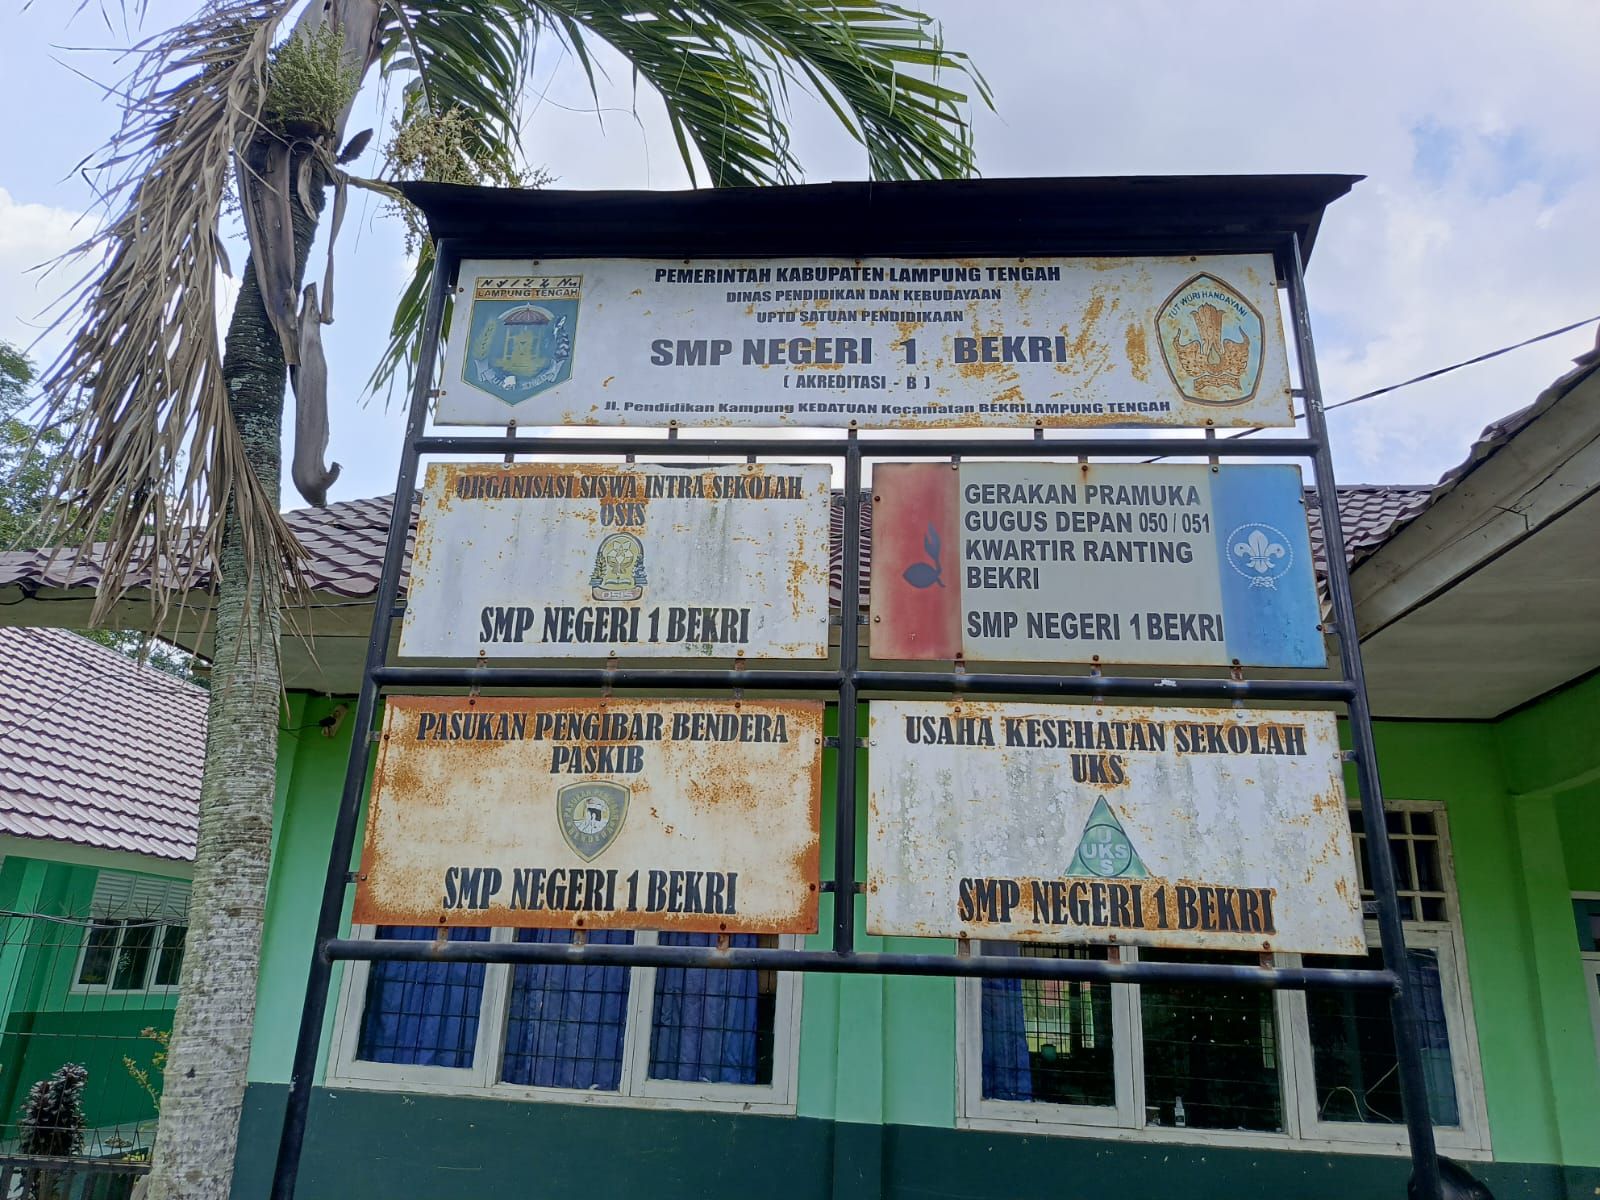 LAMPUNG TENGAH
PEMERINTAH KABUPATEN LAMPUNG TENGAH
DINAS PENDIDIKAN DAN KEBUDAYAAN
UPTD SATUAN PENDIDIKAAN
SMP NEGERI 1 BEKRI
( AKREDITASI - B )
Jl. Pendidikan Kampung KEDATUAN Kecamatan BEKRILAMPUNG TENGAH
TUT WURI HANDAYANI
ORGANISASI SISWA INTRA SEKOLAH
OSIS
OSIS
SMP NEGERI 1 BEKRI
GERAKAN PRAMUKA
GUGUS DEPAN 050 / 051
KWARTIR RANTING
BEKRI
SMP NEGERI 1 BEKRI
PASUKAN PENGIBAR BENDERA
PASKIB
SMP NEGERI 1 BEKRI
USAHA KESEHATAN SEKOLAH
UKS
U
UKS
S
SMP NEGERI 1 BEKRI